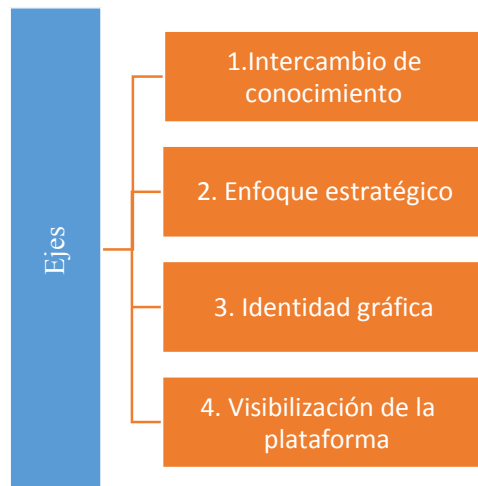 Ejes
1.Intercambio de
conocimiento
2. Enfoque estratégico
3. Identidad gráfica
4. Visibilización de la
plataforma